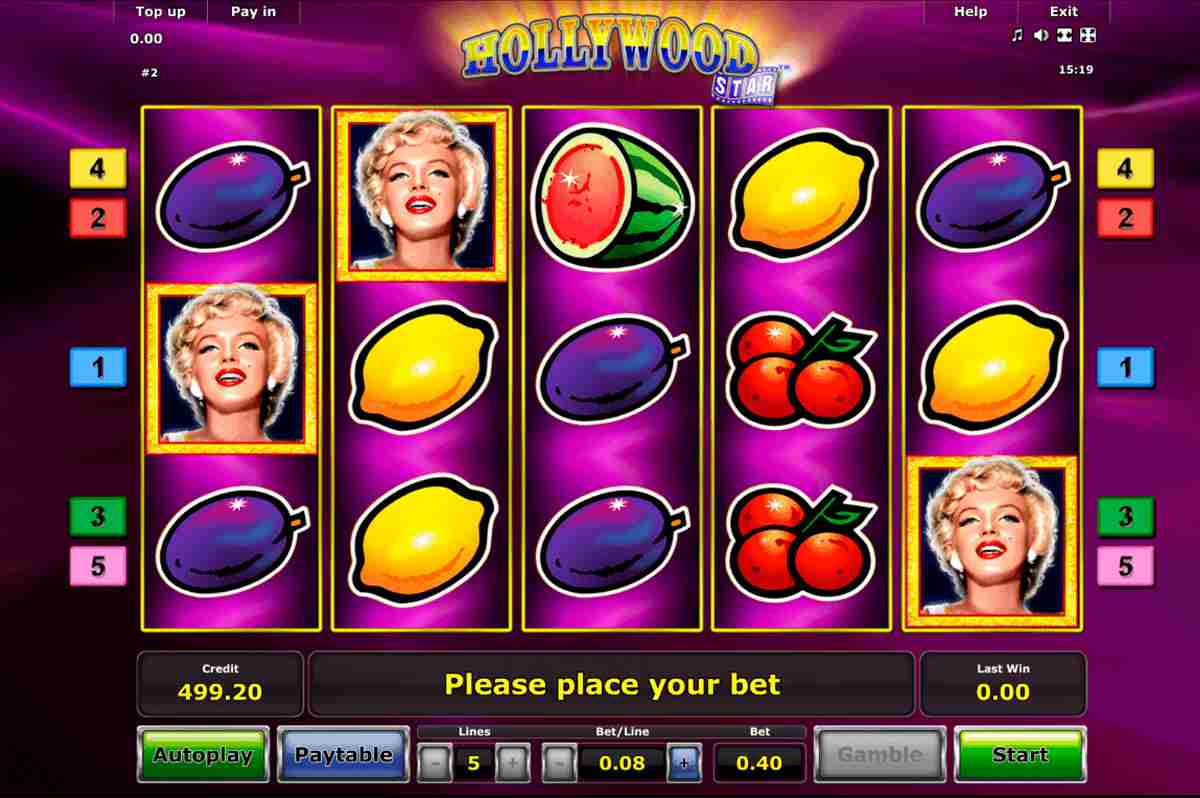 Top up Pay in
Help Exit
0.00
HOLLYWOOD
STAR™
#2
15:19
4 4
2 2
1 1
3 3
5 5
Credit
499.20
Please place your bet
Last Win
0.00
Autoplay
Paytable
Lines
- 5 +
Bet/Line
- 0.08 +
Bet
0.40
Gamble
Start